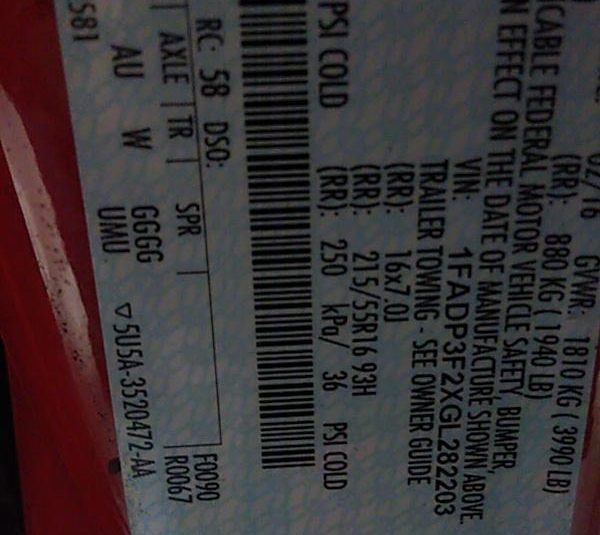 02/16 GVWR: 1810 KG ( 3990 LB)
(RR): 880 KG ( 1940 LB)
CABLE FEDERAL MOTOR VEHICLE SAFETY, BUMPER,
N EFFECT ON THE DATE OF MANUFACTURE SHOWN ABOVE.
VIN: 1FADP3F2XGL282203
TRAILER TOWING - SEE OWNER GUIDE
(RR): 16x7.0J
(RR): 215/55R16 93H
PSI COLD (RR): 250 kPa/ 36 PSI COLD
F0090
RC: 58 DSO: R0067
AXLE | TR | SPR |
AU W GGGG
581 UMU ▽5U5A-3520472-AA